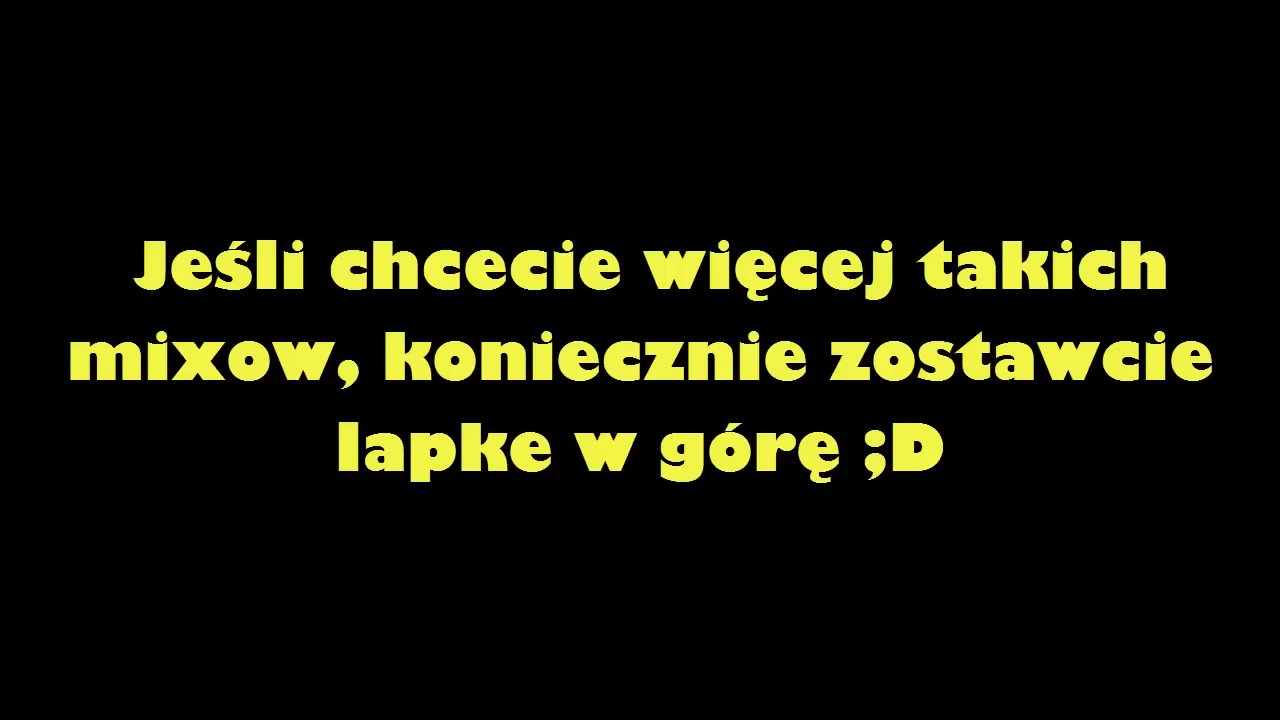 Jeśli chcecie więcej takich
mixow, koniecznie zostawcie
lapke w górę ;D